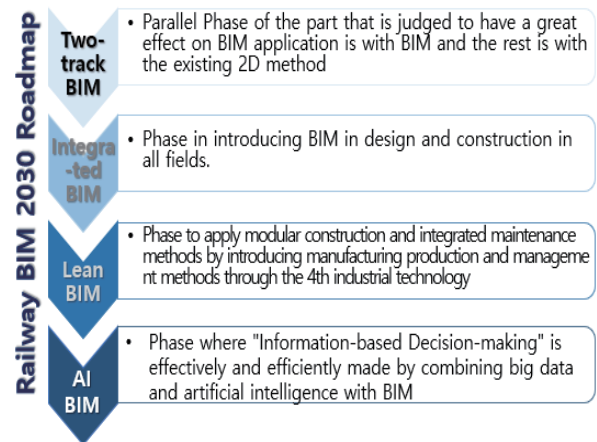 Railway BIM 2030 Roadmap
Two-
track
BIM
• Parallel Phase of the part that is judged to have a great
effect on BIM application is with BIM and the rest is with
the existing 2D method
Integra
-ted
BIM
• Phase in introducing BIM in design and construction in
all fields.
Lean
BIM
• Phase to apply modular construction and integrated maintenance
methods by introducing manufacturing production and manageme
nt methods through the 4th industrial technology
AI
BIM
• Phase where "Information-based Decision-making" is
effectively and efficiently made by combining big data
and artificial intelligence with BIM